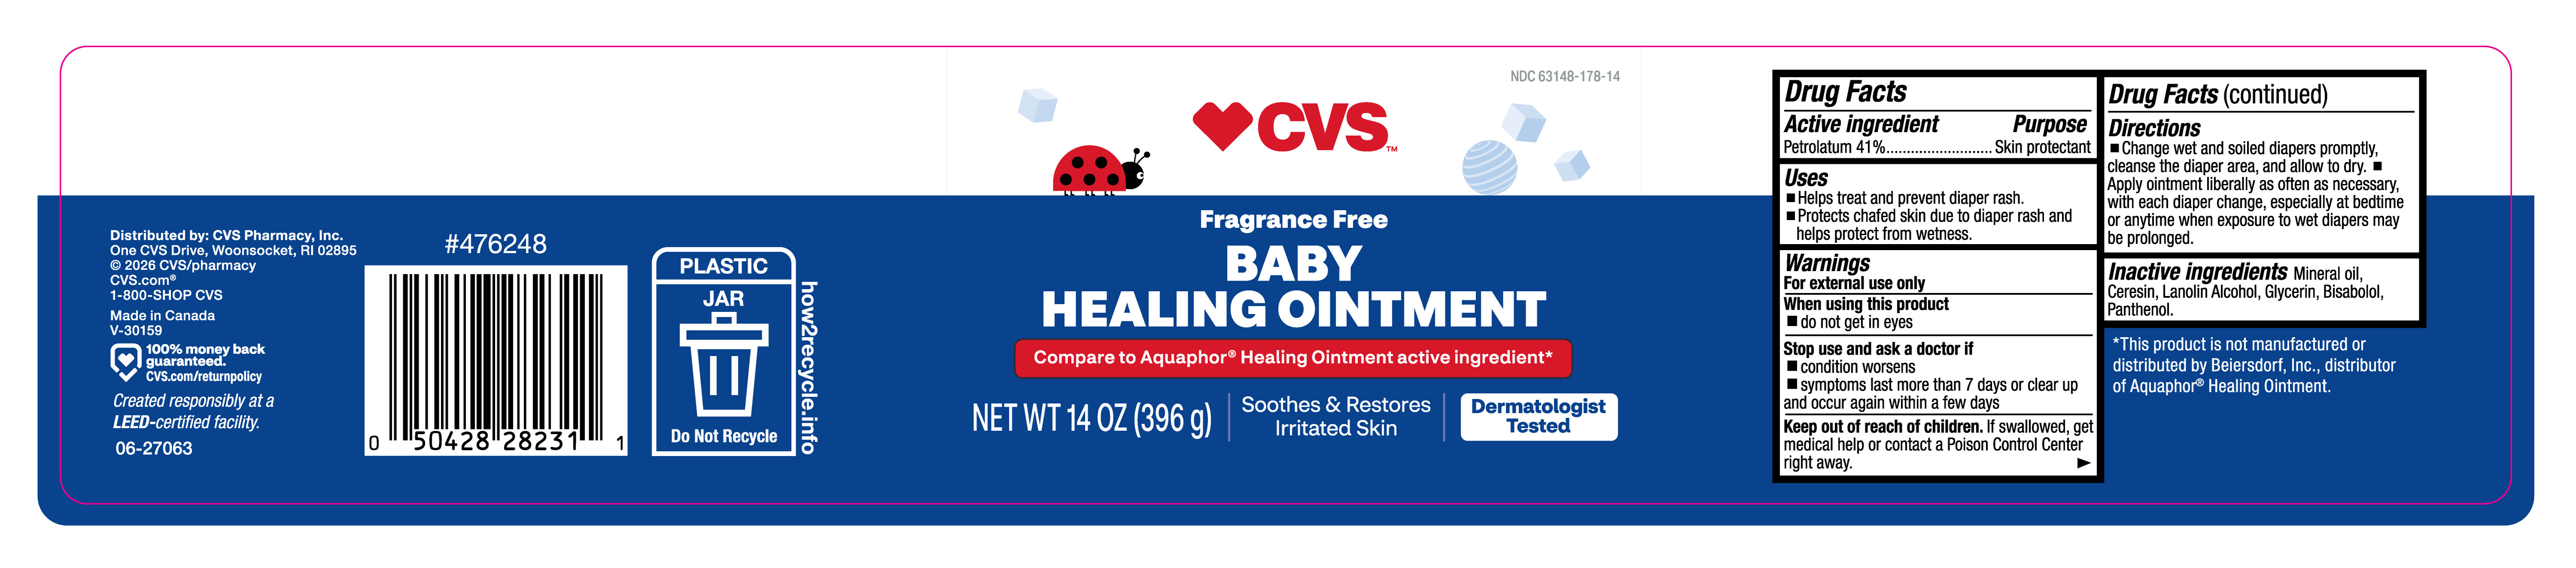 Distributed by: CVS Pharmacy, Inc.
One CVS Drive, Woonsocket, RI 02895
© 2026 CVS/pharmacy
CVS.com®
1-800-SHOP CVS
Made in Canada
V-30159
100% money back
guaranteed.
CVS.com/returnpolicy
Created responsibly at a
LEED-certified facility.
06-27063
#476248
0 50428 28231 1
PLASTIC
JAR
Do Not Recycle
how2recycle.info
NDC 63148-178-14
CVS™
Fragrance Free
BABY
HEALING OINTMENT
Compare to Aquaphor® Healing Ointment active ingredient*
NET WT 14 OZ (396 g)
Soothes & Restores
Irritated Skin
Dermatologist
Tested
Drug Facts
Active ingredient Purpose
Petrolatum 41%.......................... Skin protectant
Uses
■ Helps treat and prevent diaper rash.
■ Protects chafed skin due to diaper rash and
helps protect from wetness.
Warnings
For external use only
When using this product
■ do not get in eyes
Stop use and ask a doctor if
■ condition worsens
■ symptoms last more than 7 days or clear up
and occur again within a few days
Keep out of reach of children. If swallowed, get
medical help or contact a Poison Control Center
right away.
Drug Facts (continued)
Directions
■ Change wet and soiled diapers promptly,
cleanse the diaper area, and allow to dry. ■
Apply ointment liberally as often as necessary,
with each diaper change, especially at bedtime
or anytime when exposure to wet diapers may
be prolonged.
Inactive ingredients Mineral oil,
Ceresin, Lanolin Alcohol, Glycerin, Bisabolol,
Panthenol.
*This product is not manufactured or
distributed by Beiersdorf, Inc., distributor
of Aquaphor® Healing Ointment.